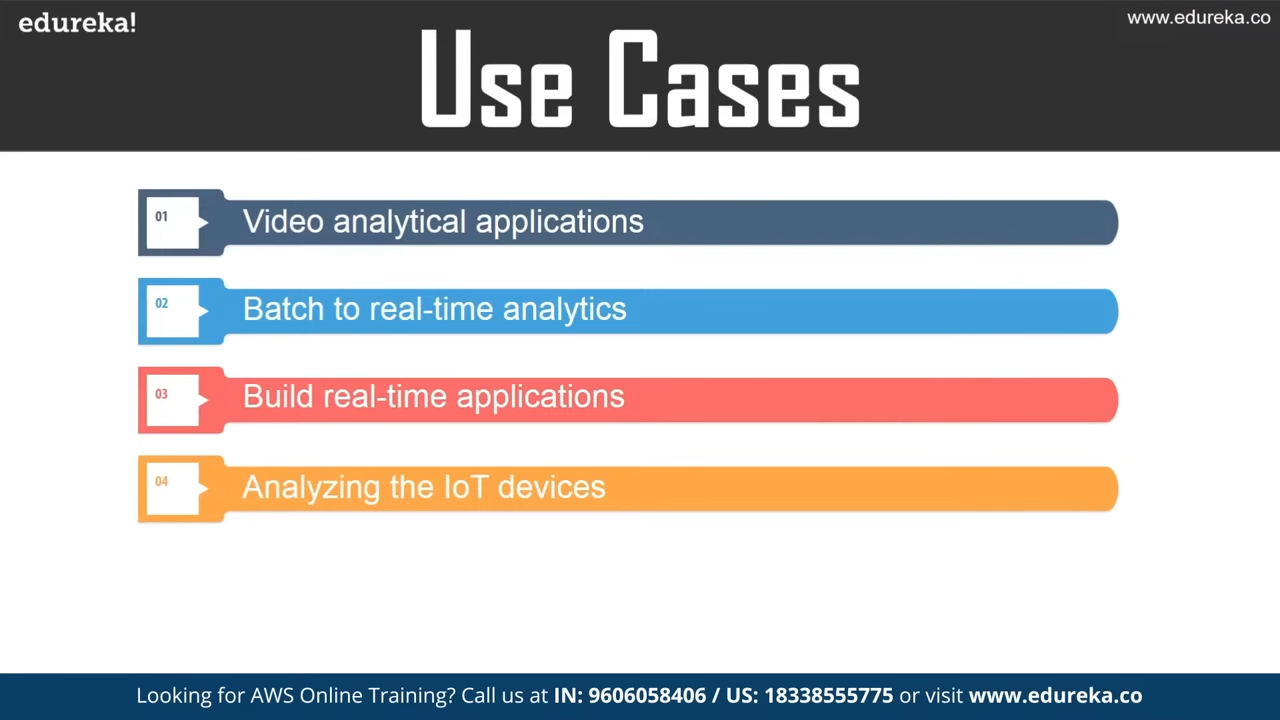 edureka!
www.edureka.co
Use Cases
01
Video analytical applications
02
Batch to real-time analytics
03
Build real-time applications
04
Analyzing the IoT devices
Looking for AWS Online Training? Call us at IN: 9606058406 / US: 18338555775 or visit www.edureka.co